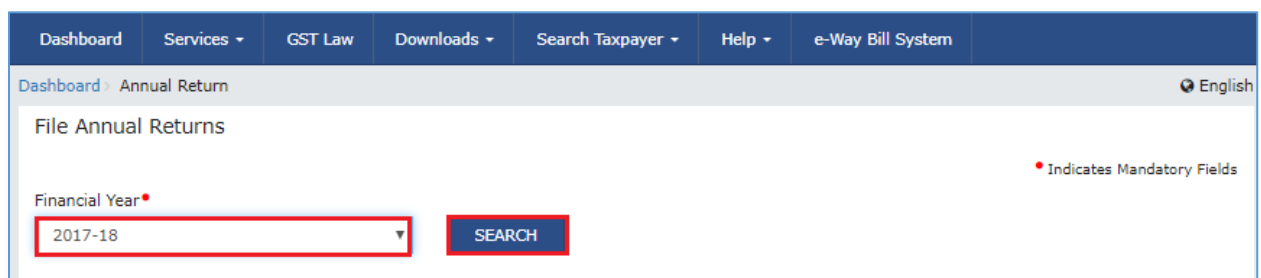 Dashboard Services GST Law Downloads Search Taxpayer Help e-Way Bill System
Dashboard › Annual Return English
File Annual Returns
• Indicates Mandatory Fields
Financial Year•
2017-18 SEARCH